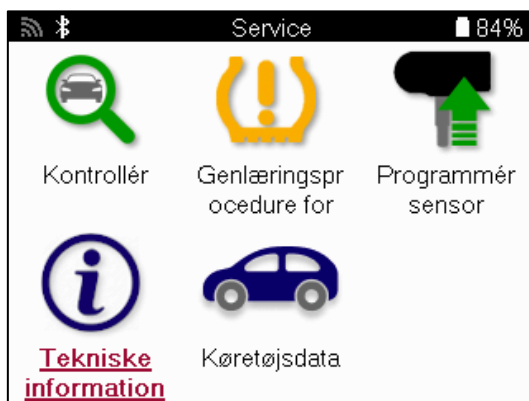 Service
84%
Kontrollér
Genlæringspr
ocedure for
Programmér
sensor
Tekniske
information
Køretøjsdata